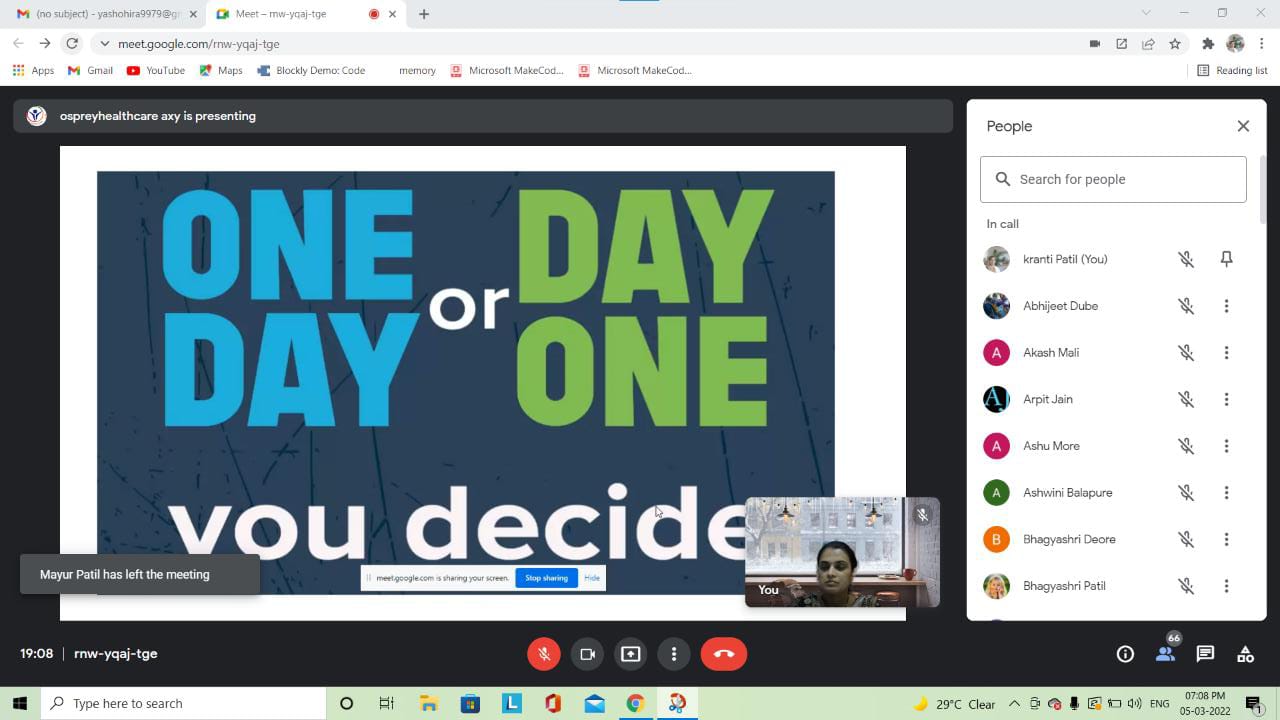 (no subject) - yashohira9979@gm
Meet – rnw-yqaj-tge
meet.google.com/rnw-yqaj-tge
Apps
Gmail
YouTube
Maps
Blockly Demo: Code
memory
Microsoft MakeCod...
Microsoft MakeCod...
Reading list
ospreyhealthcare axy is presenting
ONE DAY
or
DAY ONE
you decide
meet.google.com is sharing your screen.
Stop sharing
Hide
You
Mayur Patil has left the meeting
People
Search for people
In call
kranti Patil (You)
Abhijeet Dube
A
Akash Mali
Arpit Jain
A
Ashu More
A
Ashwini Balapure
B
Bhagyashri Deore
Bhagyashri Patil
19:08 | rnw-yqaj-tge
66
Type here to search
L
29°C Clear
ENG
07:08 PM
05-03-2022
1